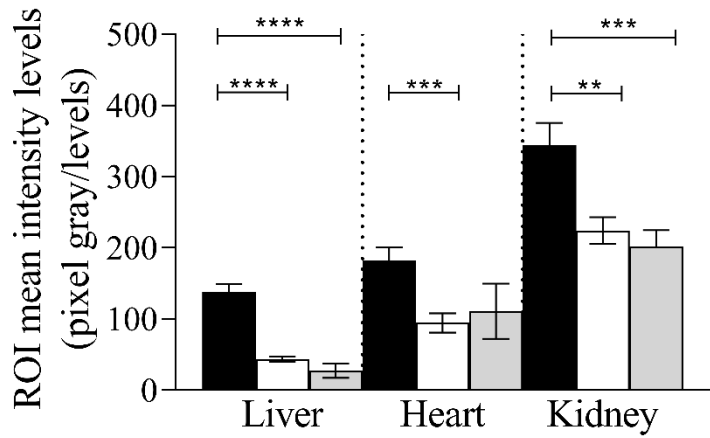 ROI mean intensity levels
(pixel gray/levels)
500
400
300
200
100
0
****
****
***
***
**
Liver
Heart
Kidney